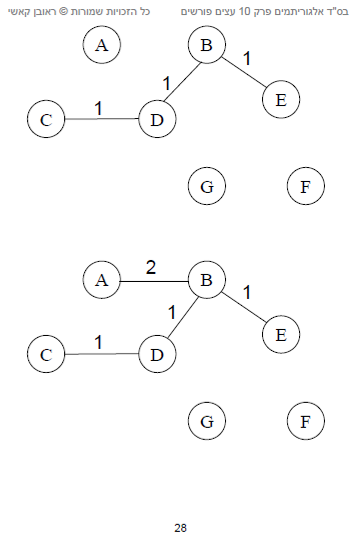 בס"ד אלגוריתמים פרק 10 עצים פורשים כל הזכויות שמורות © ראובן קאשי
A B
1 1
E
C 1 D
G F
A 2 B
1 1
E
C 1 D
G F
28